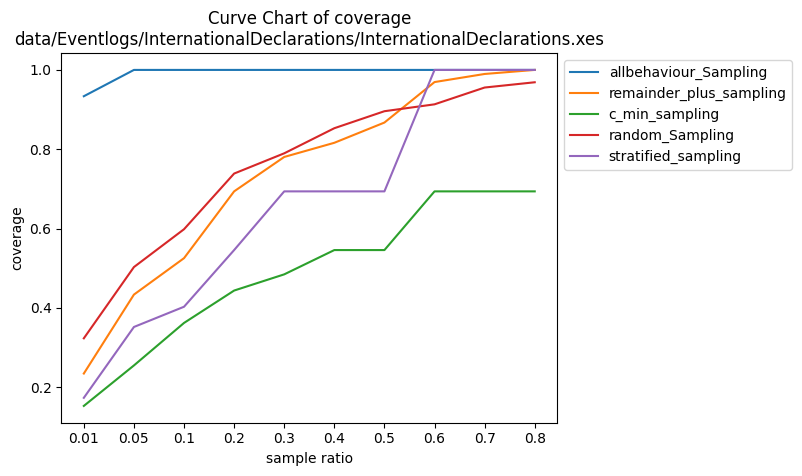 Curve Chart of coverage
data/Eventlogs/InternationalDeclarations/InternationalDeclarations.xes
1.0
0.8
0.6
0.4
0.2
coverage
0.01 0.05 0.1 0.2 0.3 0.4 0.5 0.6 0.7 0.8
sample ratio
allbehaviour_Sampling
remainder_plus_sampling
c_min_sampling
random_Sampling
stratified_sampling